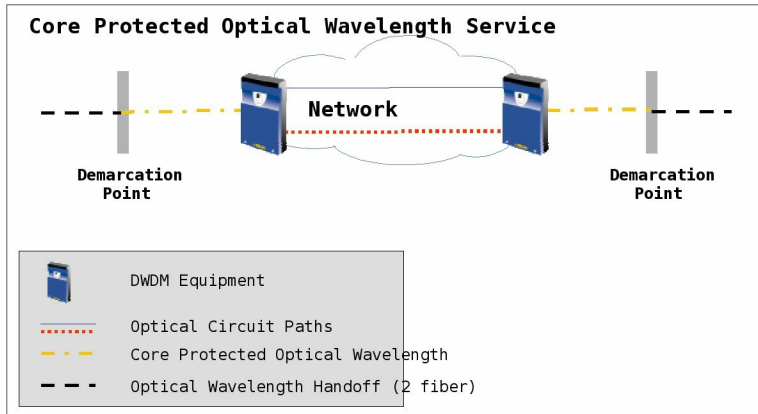 Core Protected Optical Wavelength Service
Network
Demarcation
Point
Demarcation
Point
DWDM Equipment
Optical Circuit Paths
Core Protected Optical Wavelength
Optical Wavelength Handoff (2 fiber)